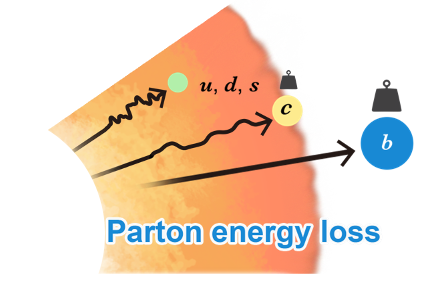 u, d, s
c
b
Parton energy loss